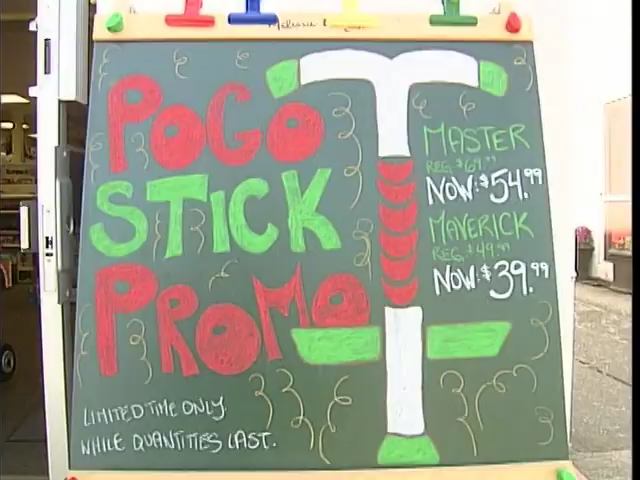 POGO
STICK
PROMO
MASTER
REG. $69.99
NOW: $54.99
MAVERICK
REG. $49.99
NOW: $39.99
LIMITED TIME ONLY.
WHILE QUANTITIES LAST.